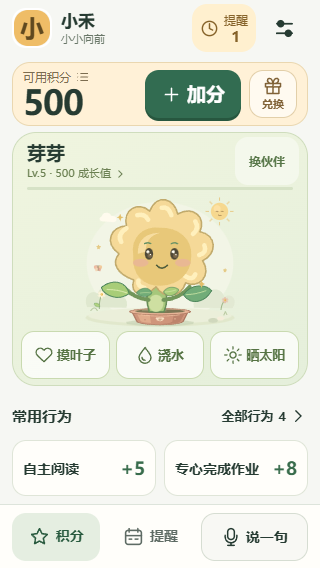 小
小禾
小小向前
提醒
1
可用积分
500
+ 加分
兑换
芽芽
Lv.5 · 500 成长值
换伙伴
摸叶子
浇水
晒太阳
常用行为
全部行为 4
自主阅读
+5
专心完成作业
+8
积分
提醒
说一句